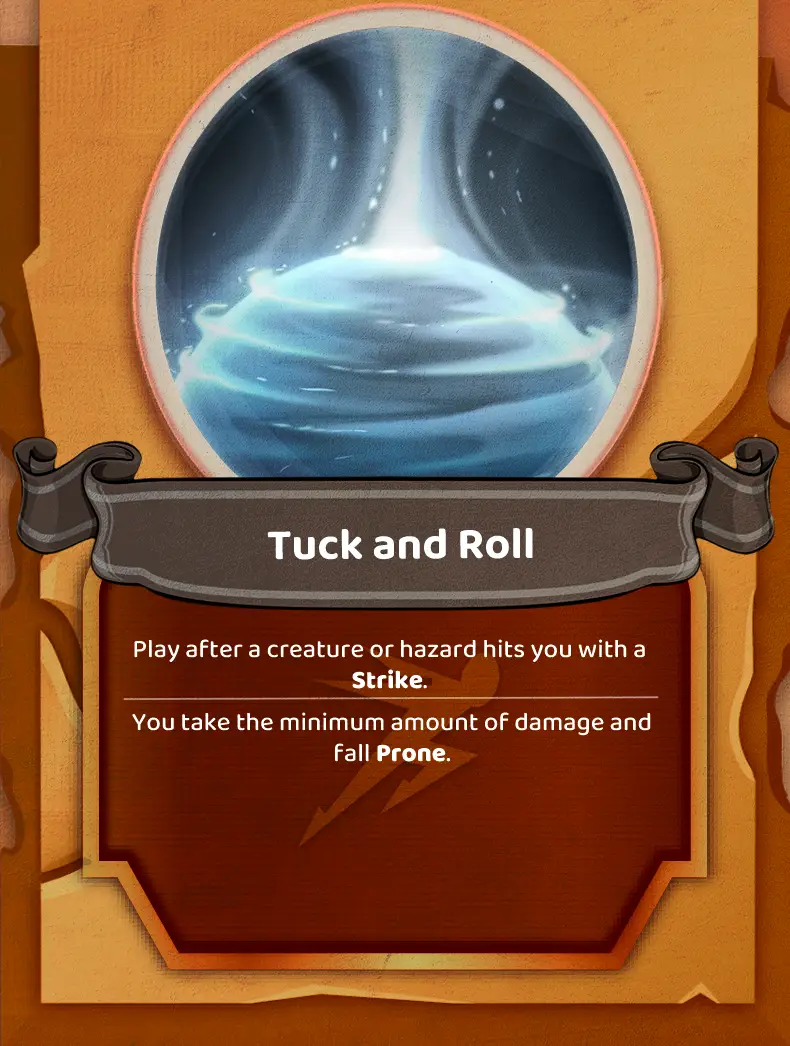 Tuck and Roll
Play after a creature or hazard hits you with a
Strike.
You take the minimum amount of damage and
fall Prone.